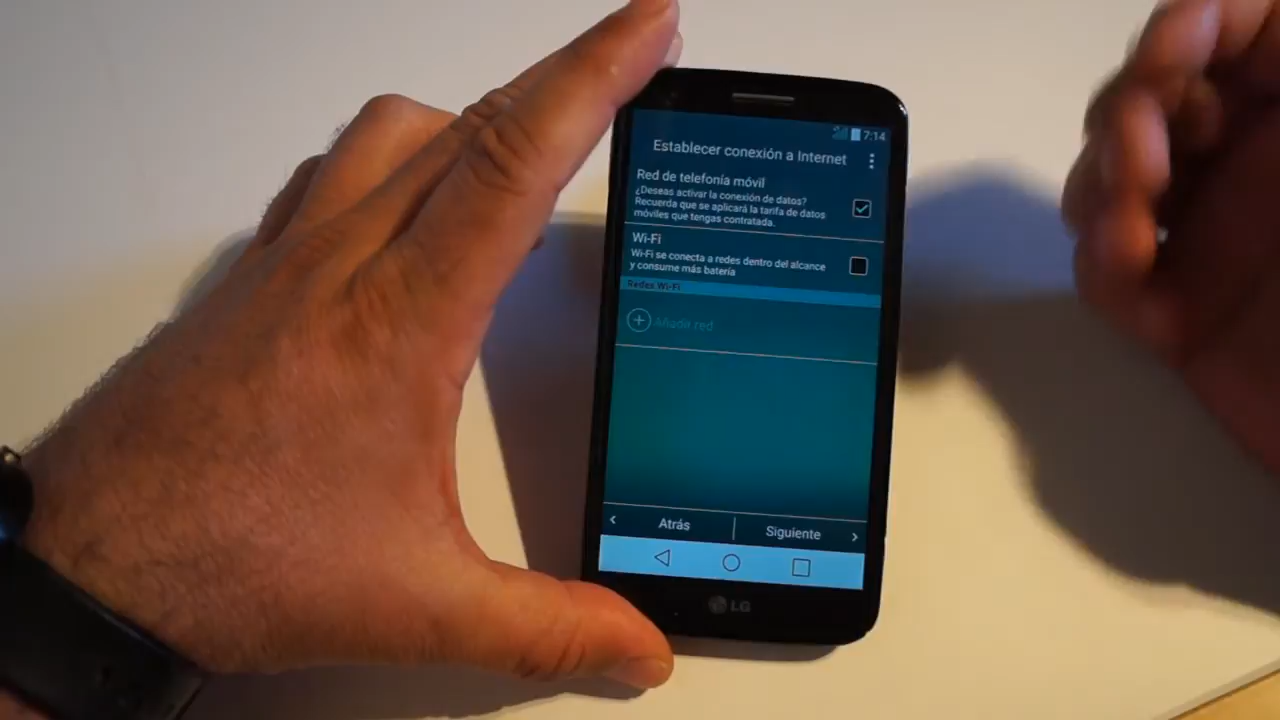 7:14
Establecer conexión a Internet
Red de telefonía móvil
¿Deseas activar la conexión de datos?
Recuerda que se aplicará la tarifa de datos
móviles que tengas contratada.
Wi-Fi
Wi-Fi se conecta a redes dentro del alcance
y consume más batería
Redes Wi-Fi
Añadir red
Atrás
Siguiente
LG